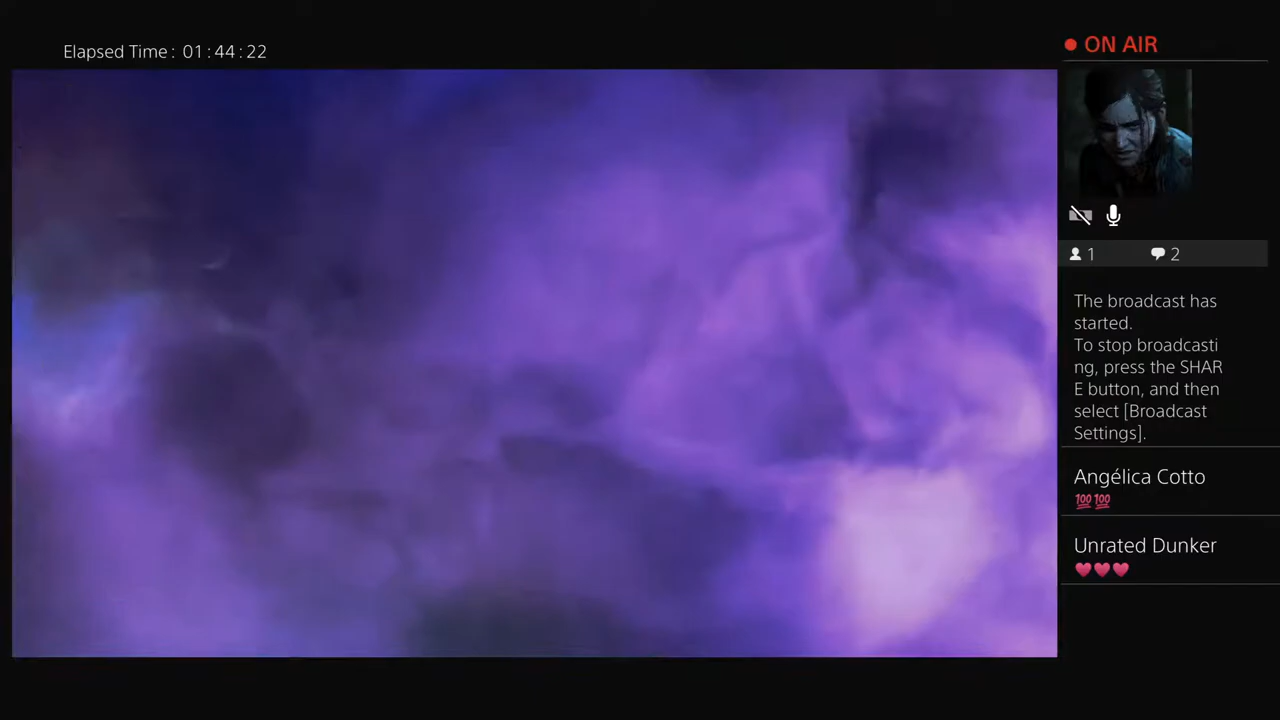 Elapsed Time: 01:44:22
ON AIR
1 2
The broadcast has
started.
To stop broadcasti
ng, press the SHAR
E button, and then
select [Broadcast
Settings].
Angélica Cotto
💯💯
Unrated Dunker
❤️❤️❤️